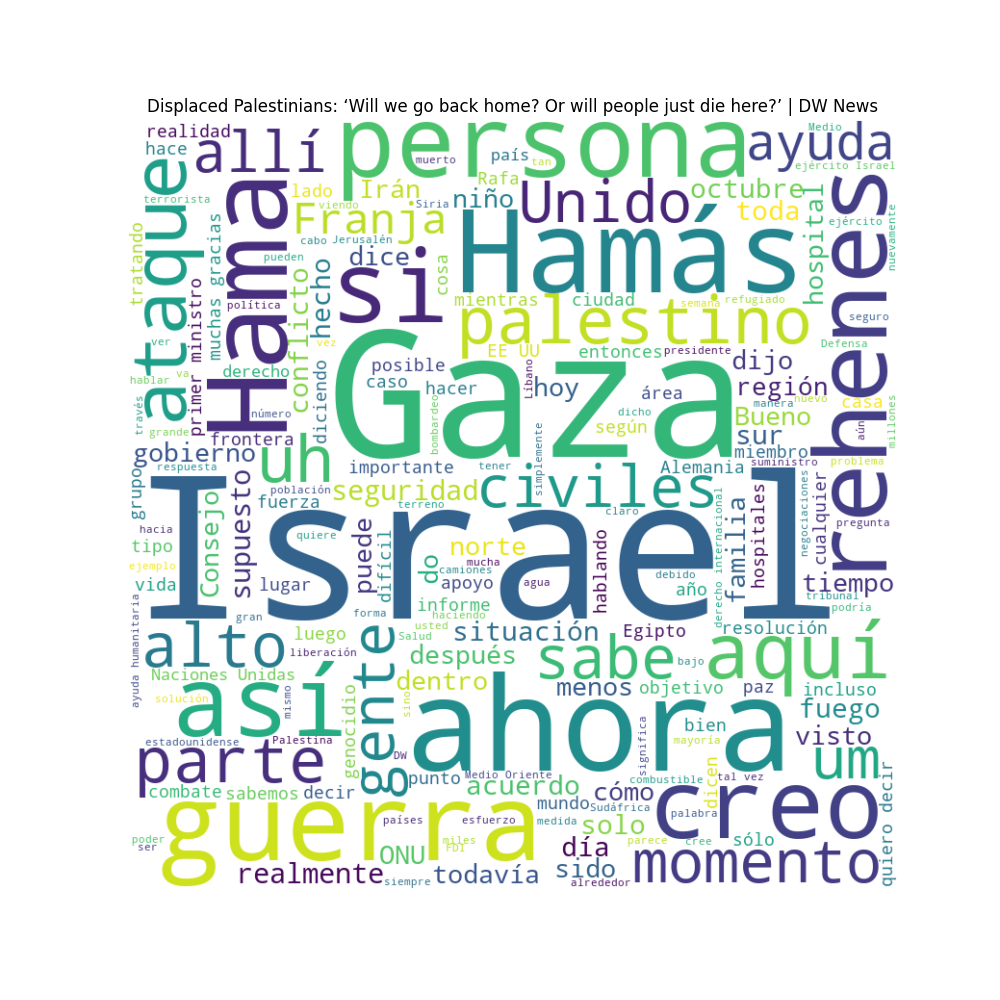 Displaced Palestinians: ‘Will we go back home? Or will people just die here?’ | DW News
realidad
hace
terrorista
allí
persona
muerto
país
tan
Medio
ayuda
ejército Israel
ataque
Hama
lado
Irán
Rafa
viendo
Siria
niño
Unido
octubre
toda
hospital
ejército
nuevamente
rehenes
tratando
muchas gracias
Franja
cabo
Jerusalén
pueden
dice
cosa
Hamás
política
conflicto
hecho
si
mientras
ciudad
semana
refugiado
seguro
primer ministro
ver
va
hablar
derecho
vez
palestino
EE UU
entonces
presidente
Defensa
dijo
posible
caso
hacer
hoy
Líbano
área
región
manera
nuevo
casa
través
grande
número
diciendo
Gaza
bombardeo
dicho
según
Bueno
aún
millones
frontera
gobierno
uh
sur
miembro
respuesta
importante
tener
simplemente
Alemania
suministro
problema
grupo
población
fuerza
seguridad
civiles
terreno
claro
negociaciones
cualquier
pregunta
hacia
Consejo
supuesto
quiere
Israel
tipo
ejemplo
puede
difícil
norte
mucha
hablando
derecho internacional
familia
hospitales
vida
lugar
do
camiones
apoyo
agua
debido
año
tiempo
tribunal
podría
ayuda humanitaria
gran
forma
informe
haciendo
usted
alto
luego
Salud
situación
Egipto
resolución
liberación
gente
después
sabe
bajo
aquí
Naciones Unidas
solución
mismo
así
dentro
sino
menos
objetivo
paz
incluso
fuego
ahora
bien
visto
estadounidense
Palestina
genocidio
DW
significa
mayoría
parte
punto
Medio Oriente
acuerdo
cómo
combustible
dicen
tal vez
um
combate
sabemos
decir
mundo
Sudáfrica
creo
palabra
quiero decir
guerra
países
esfuerzo
medida
solo
poder
ser
ONU
miles
FDI
parece
cree
sólo
día
realmente
siempre
todavía
sido
alrededor
momento